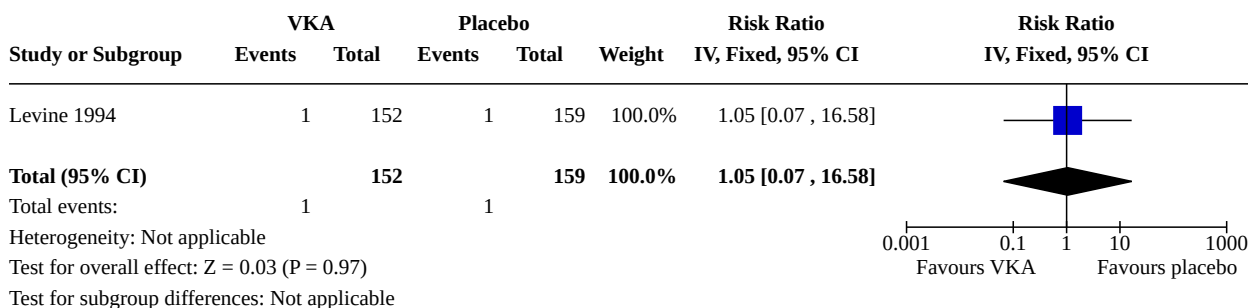 VKA Placebo Risk Ratio Risk Ratio
Study or Subgroup Events Total Events Total Weight IV, Fixed, 95% CI IV, Fixed, 95% CI
Levine 1994 1 152 1 159 100.0% 1.05 [0.07 , 16.58]
Total (95% CI) 152 159 100.0% 1.05 [0.07 , 16.58]
Total events: 1 1
Heterogeneity: Not applicable
0.001 0.1 1 10 1000
Test for overall effect: Z = 0.03 (P = 0.97)
Favours VKA Favours placebo
Test for subgroup differences: Not applicable